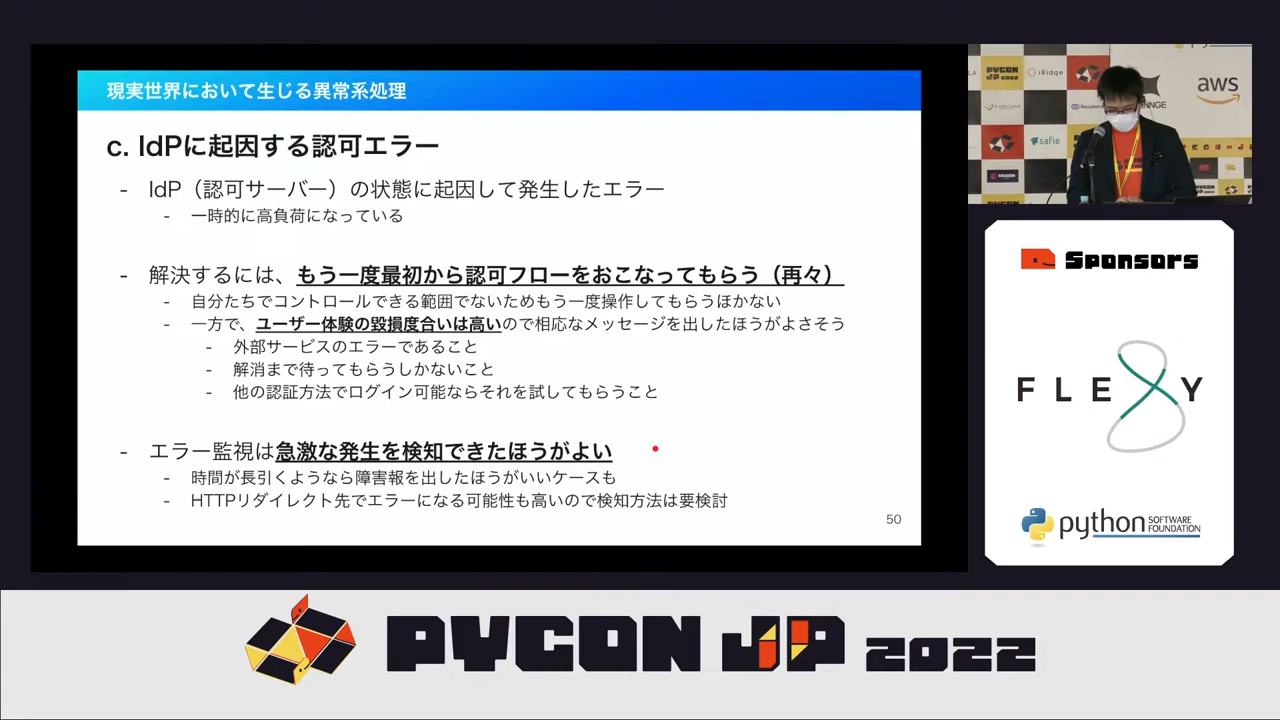 現実世界において生じる異常系処理
c. IdPに起因する認可エラー
- IdP（認可サーバー）の状態に起因して発生したエラー
- 一時的に高負荷になっている
- 解決するには、もう一度最初から認可フローをおこなってもらう（再々）
- 自分たちでコントロールできる範囲でないためもう一度操作してもらうほかない
- 一方で、ユーザー体験の毀損度合いは高いので相応なメッセージを出したほうがよさそう
- 外部サービスのエラーであること
- 解消まで待ってもらうしかないこと
- 他の認証方法でログイン可能ならそれを試してもらうこと
- エラー監視は急激な発生を検知できたほうがよい
- 時間が長引くようなら障害報を出したほうがいいケースも
- HTTPリダイレクト先でエラーになる可能性も高いので検知方法は要検討
50
PYCON
JP 2022
iRidge
aws
safie
Sponsors
FLEXY
python SOFTWARE
FOUNDATION
PYCON JP 2022